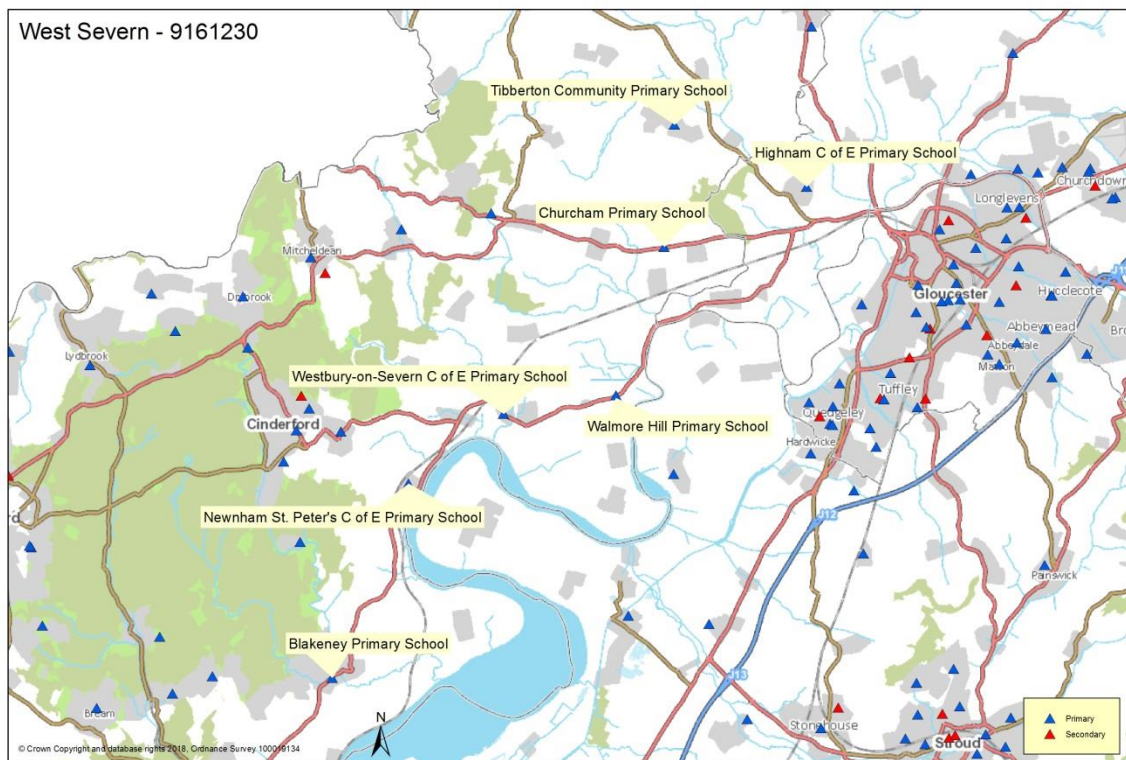 West Severn - 9161230
Tibberton Community Primary School
Highnam C of E Primary School
Churchdown
Longlevens
Churcham Primary School
Mitcheldean
Drybrook
Gloucester
Hucclecote
Abbeymead
Bro
Lydbrook
Abbeydale
Matson
Westbury-on-Severn C of E Primary School
Tuffley
Cinderford
Walmore Hill Primary School
Quedgeley
Hardwicke
Newnham St. Peter's C of E Primary School
J12
Painswick
Blakeney Primary School
J13
Bream
Stonehouse
Stroud
N
Primary
Secondary
© Crown Copyright and database rights 2018, Ordnance Survey 100019134